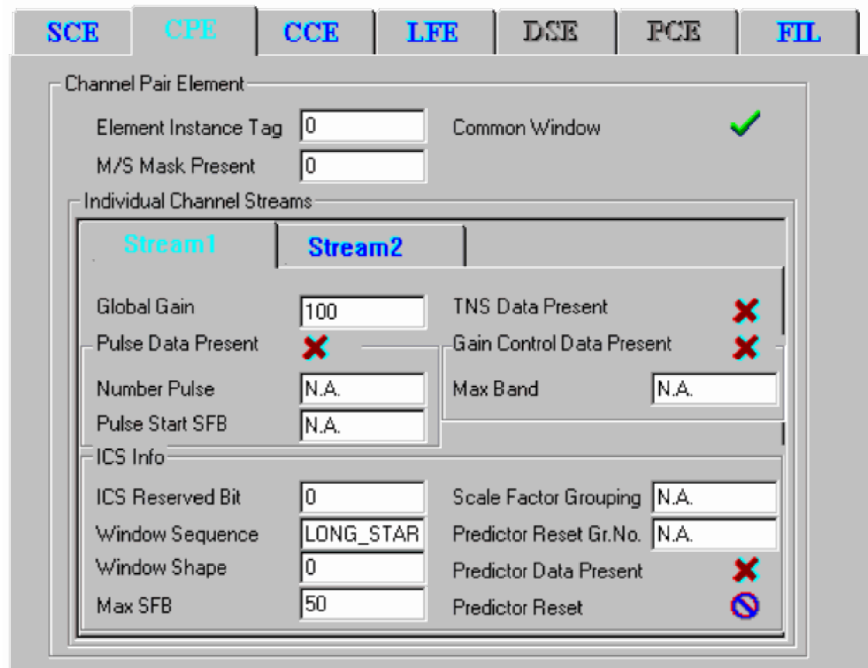 SCE CPE CCE LFE DSE PCE FIL
Channel Pair Element
Element Instance Tag 0 Common Window
M/S Mask Present 0
Individual Channel Streams
Stream1 Stream2
Global Gain 100 TNS Data Present
Pulse Data Present Gain Control Data Present
Number Pulse N.A. Max Band N.A.
Pulse Start SFB N.A.
ICS Info
ICS Reserved Bit 0 Scale Factor Grouping N.A.
Window Sequence LONG_STAR Predictor Reset Gr.No. N.A.
Window Shape 0 Predictor Data Present
Max SFB 50 Predictor Reset